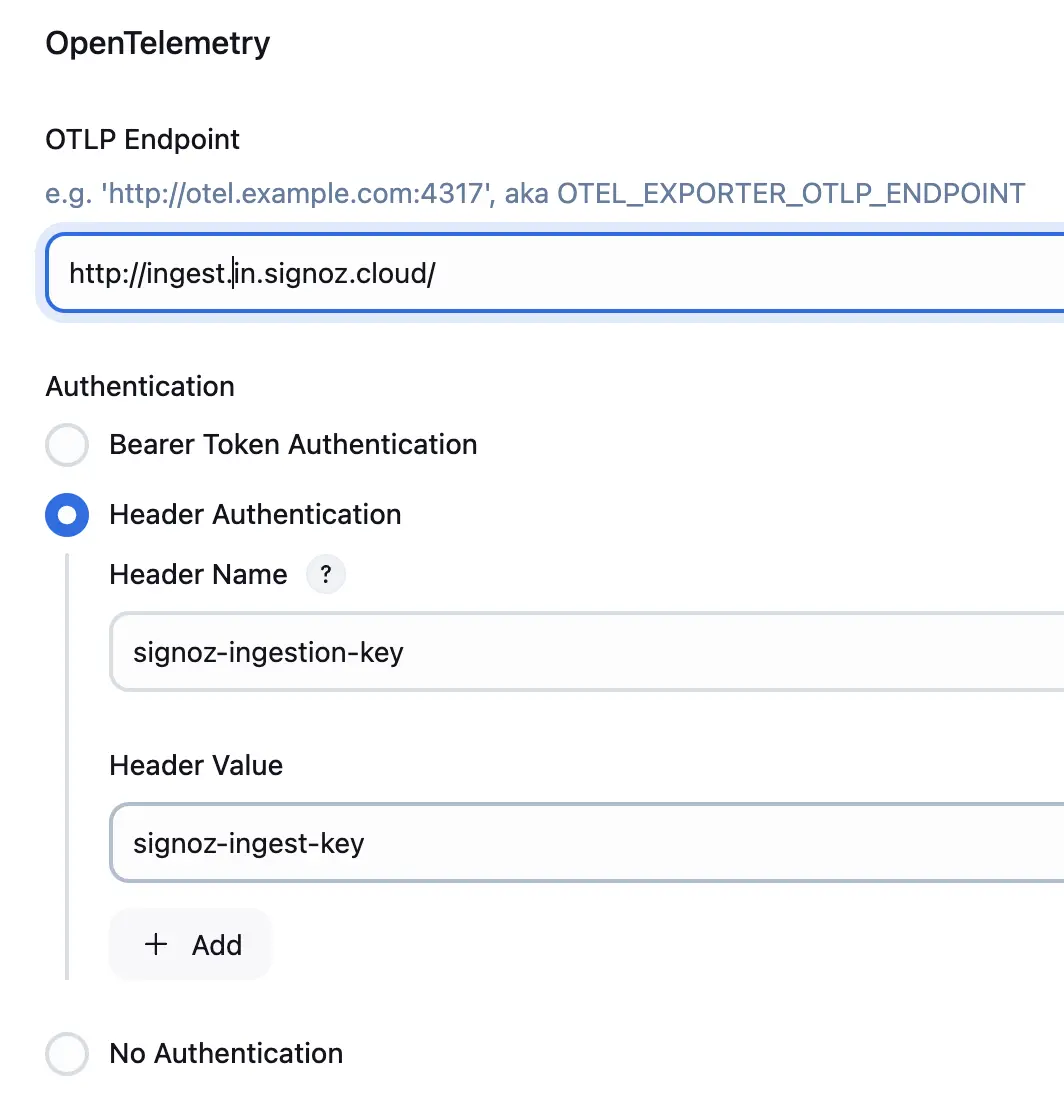 OpenTelemetry
OTLP Endpoint
e.g. 'http://otel.example.com:4317', aka OTEL_EXPORTER_OTLP_ENDPOINT
http://ingest.in.signoz.cloud/
Authentication
Bearer Token Authentication
Header Authentication
Header Name ?
signoz-ingestion-key
Header Value
signoz-ingest-key
+ Add
No Authentication